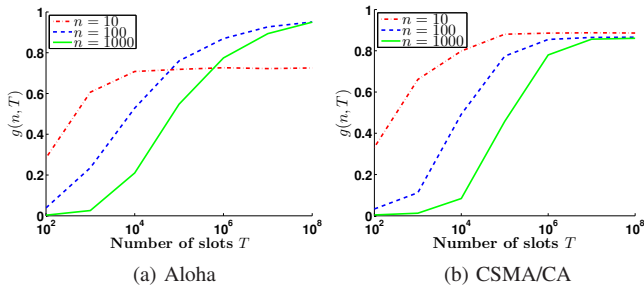 n = 10
n = 100
n = 1000
g(n, T)
1
0.8
0.6
0.4
0.2
0
10^2
10^4
10^6
10^8
Number of slots T
(a) Aloha
n = 10
n = 100
n = 1000
g(n, T)
1
0.8
0.6
0.4
0.2
0
10^2
10^4
10^6
10^8
Number of slots T
(b) CSMA/CA